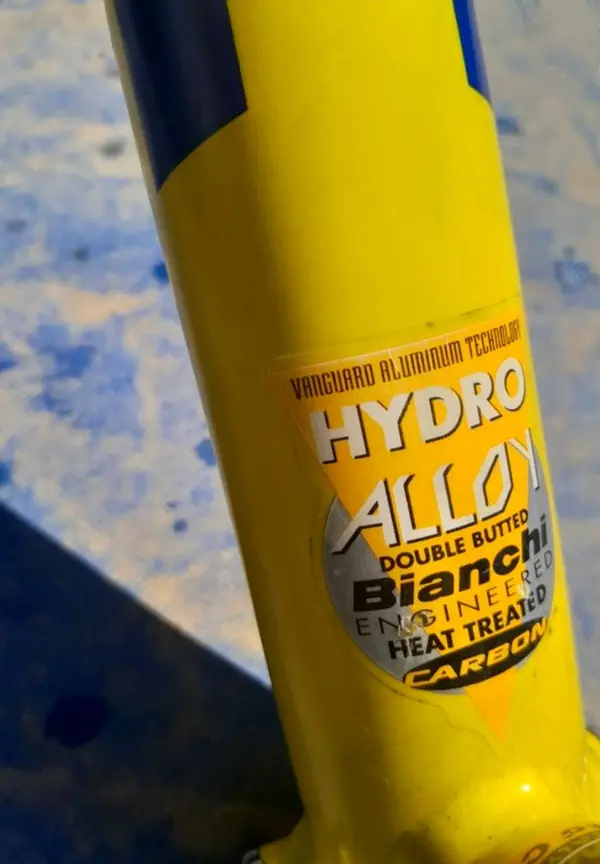 VANGUARD ALUMINUM TECHNOLOGY
HYDRO
ALLOY
DOUBLE BUTTED
Bianchi
ENGINEERED
HEAT TREATED
CARBON